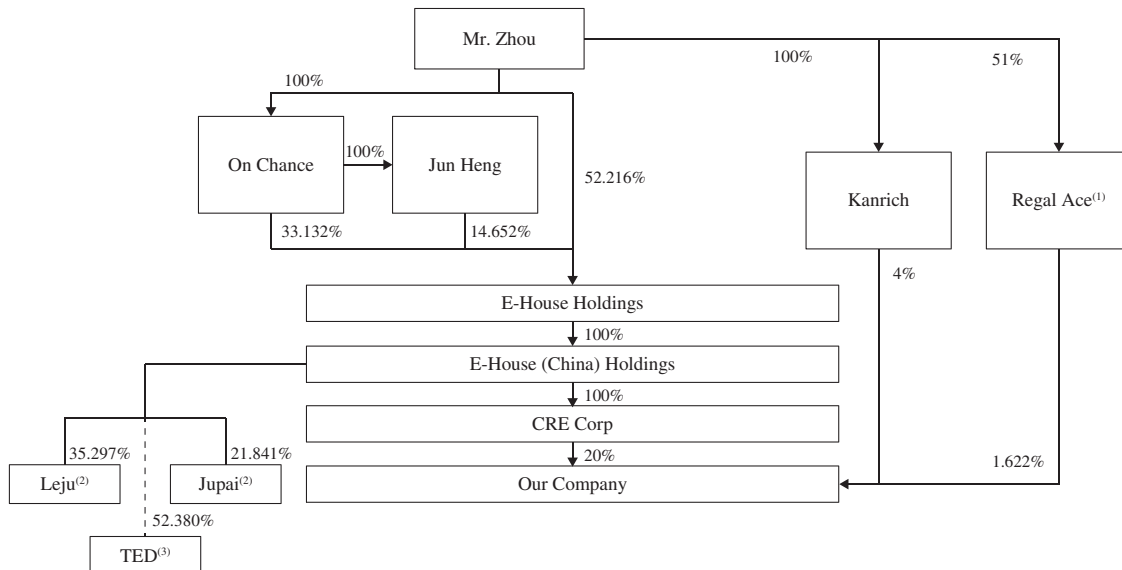 Mr. Zhou
100%
51%
100%
On Chance
100%
Jun Heng
52.216%
Kanrich
Regal Ace(1)
33.132%
14.652%
4%
E-House Holdings
100%
E-House (China) Holdings
100%
CRE Corp
35.297%
21.841%
20%
1.622%
Leju(2)
Jupai(2)
Our Company
52.380%
TED(3)